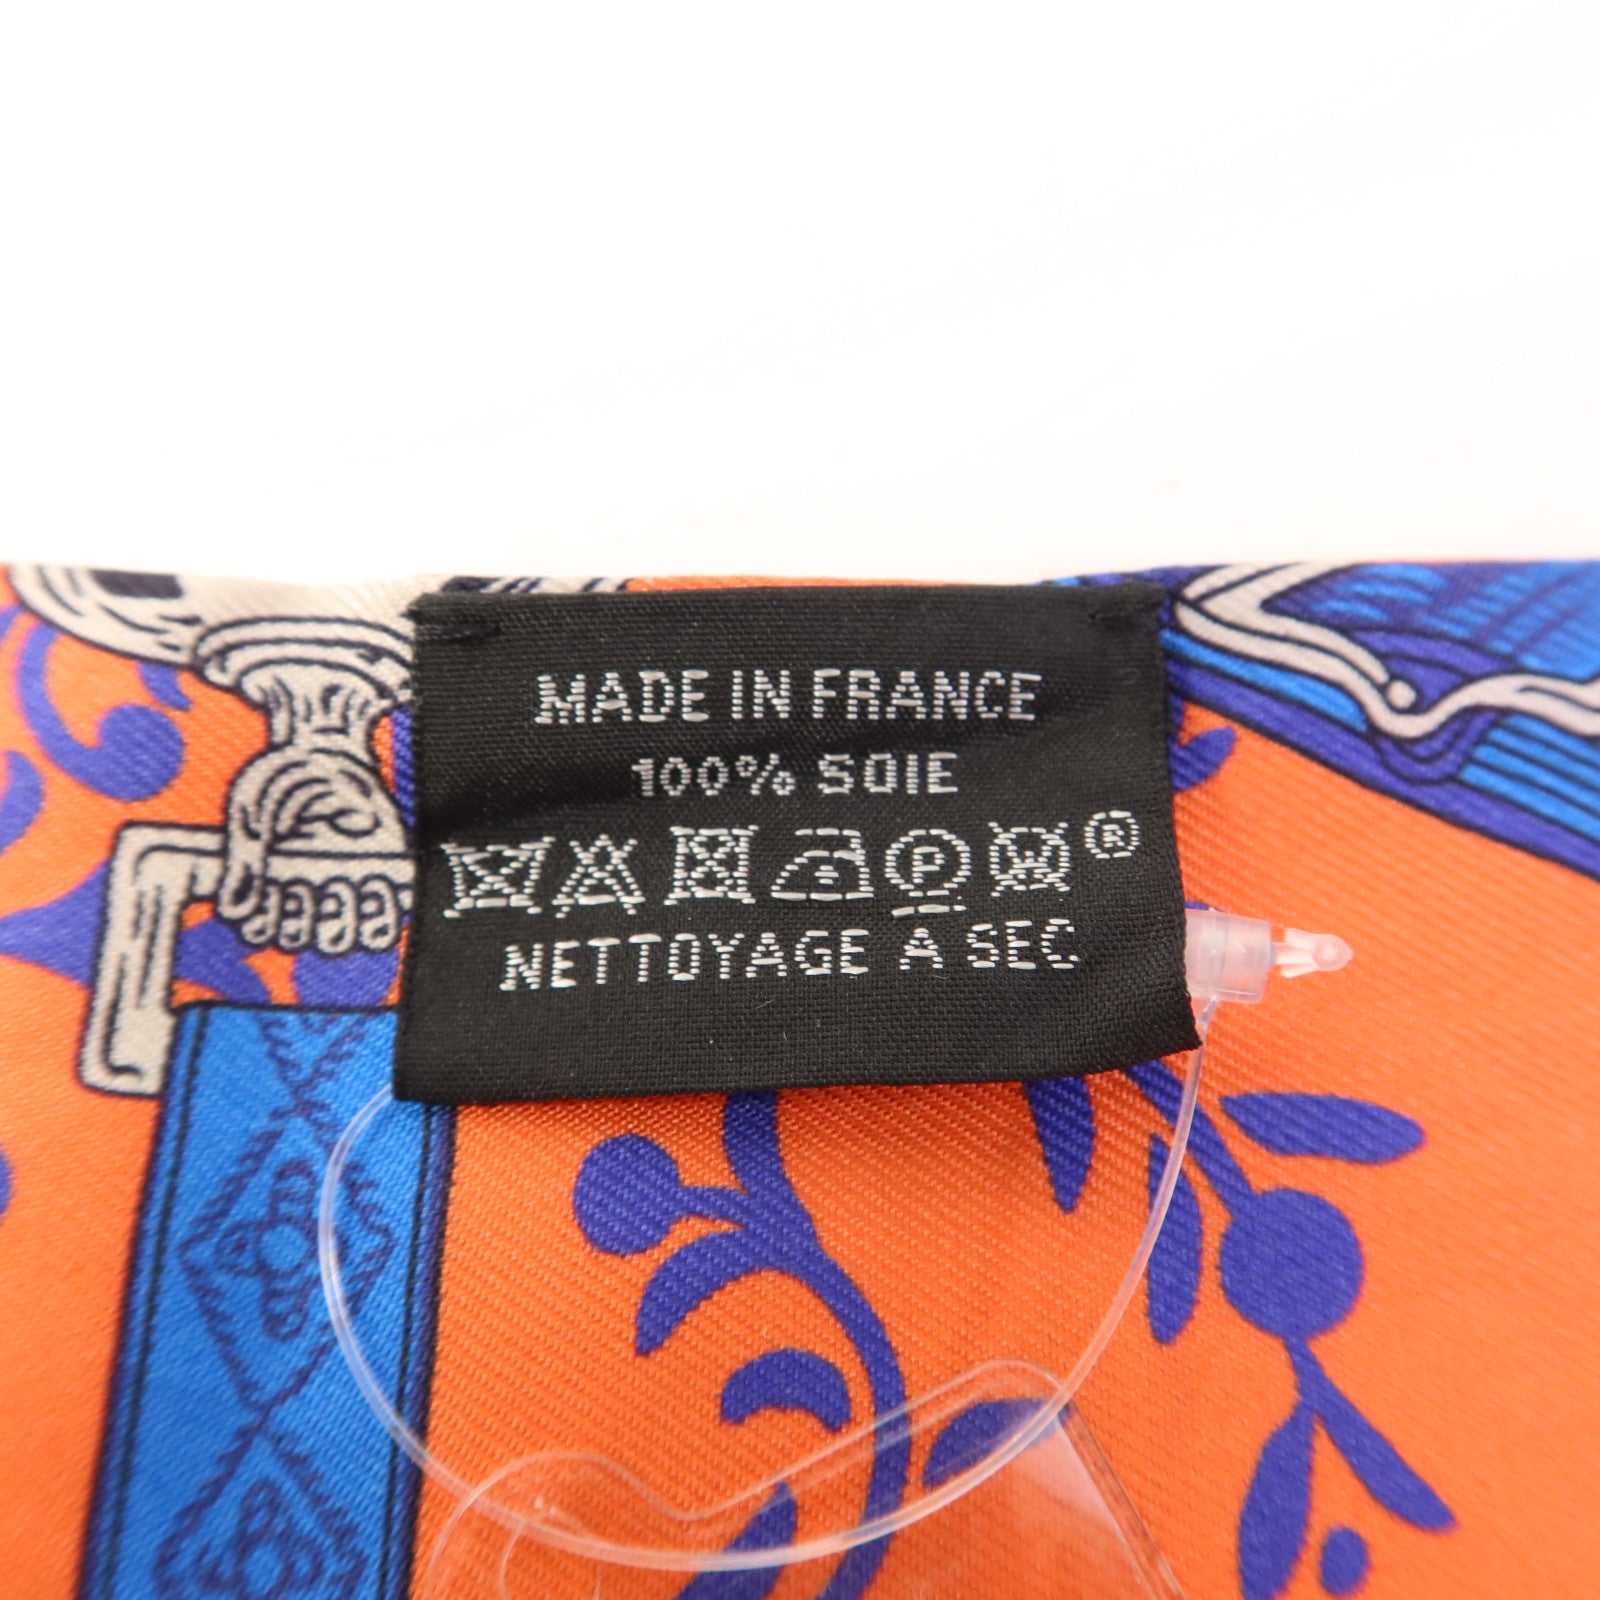 MADE IN FRANCE
100% SOIE
P W ®
NETTOYAGE A SEC